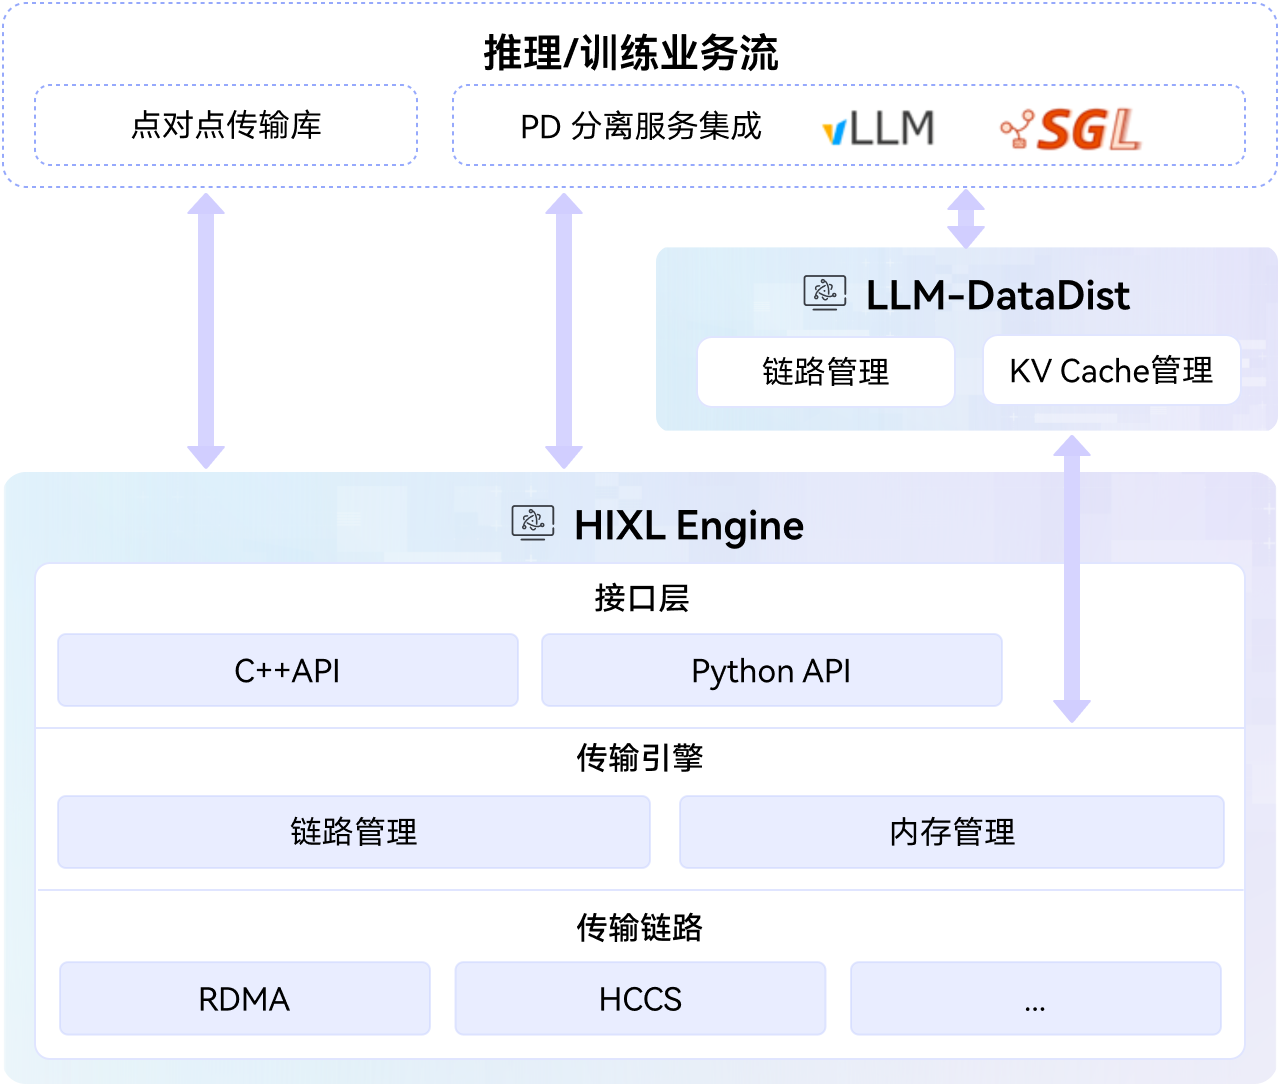 推理/训练业务流
点对点传输库
PD 分离服务集成
vLLM
SGL
LLM-DataDist
链路管理
KV Cache管理
HIXL Engine
接口层
C++API
Python API
传输引擎
链路管理
内存管理
传输链路
RDMA
HCCS
...